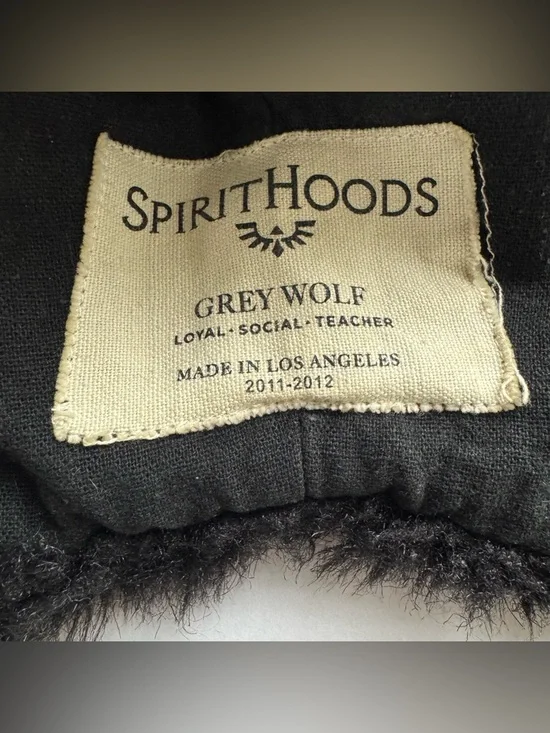 SPIRITHOODS
GREY WOLF
LOYAL · SOCIAL · TEACHER
MADE IN LOS ANGELES
2011-2012